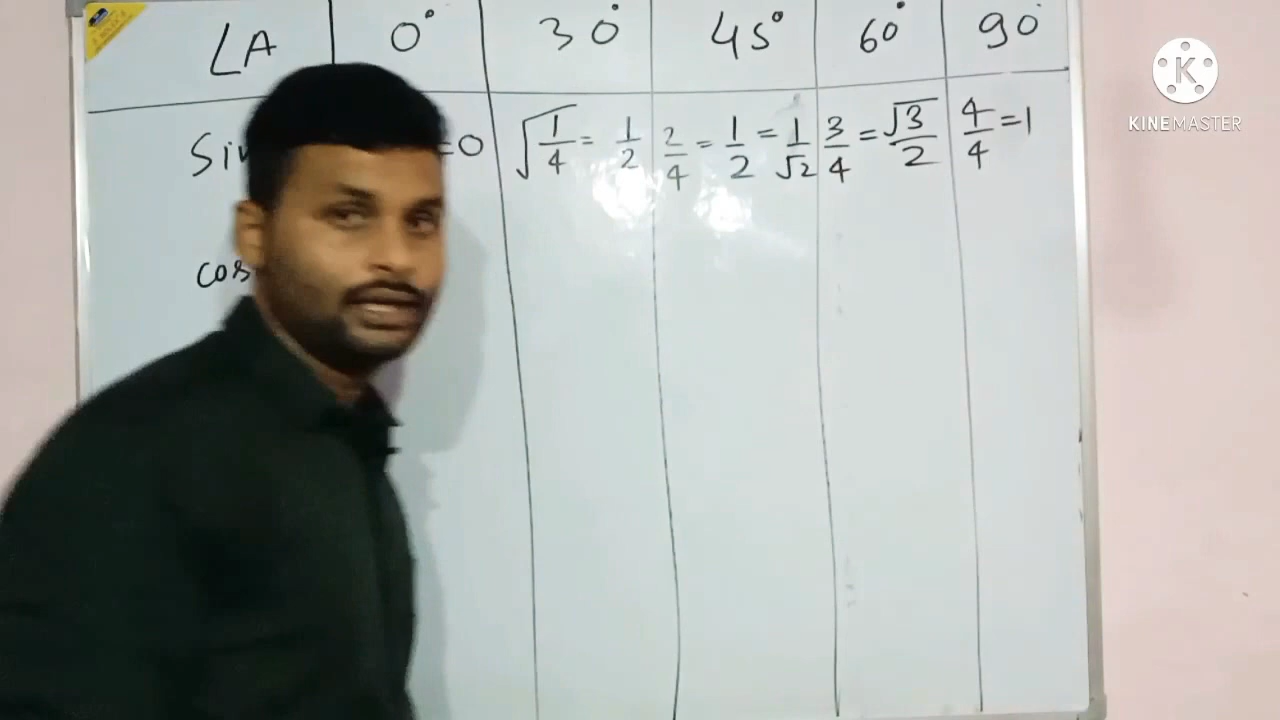 ∠A 0° 30° 45° 60° 90°
Sin =0 √1/4 = 1/2 2/4 = 1/2 = 1/√2 3/4 = √3/2 4/4 = 1
cos
K
KINEMASTER